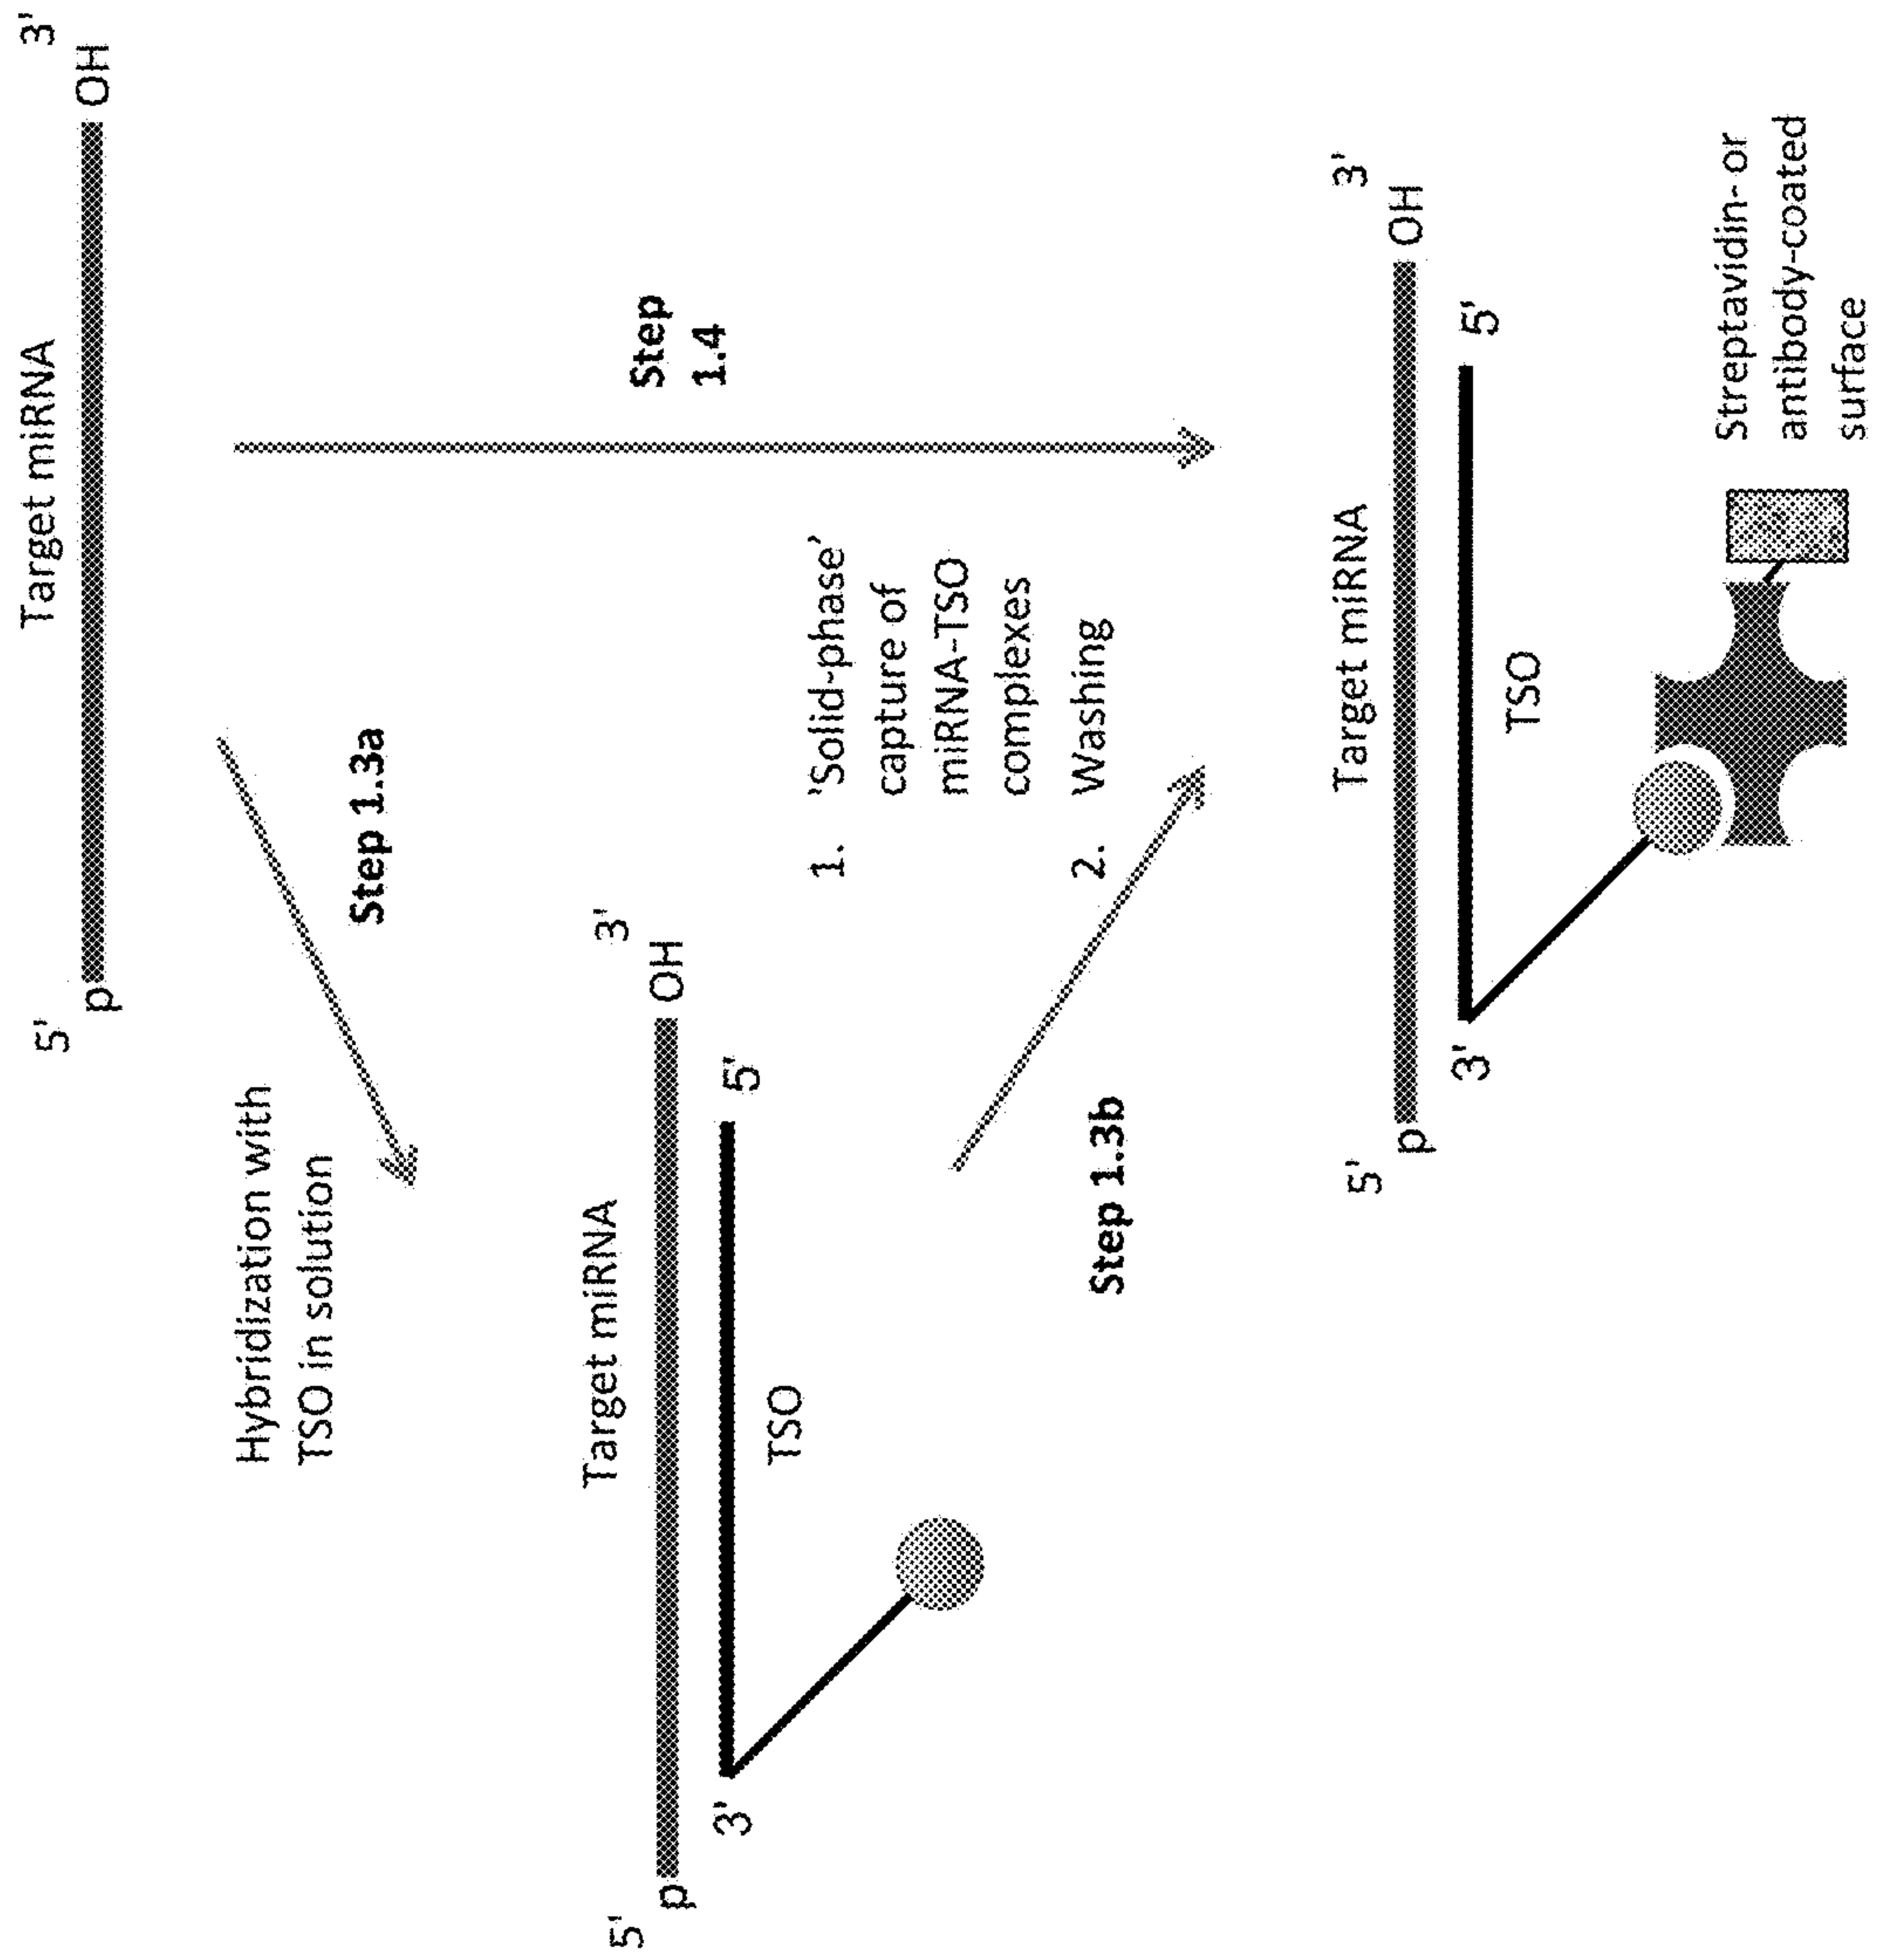 Target miRNA
5'
3'
p
OH
Hybridization with
TSO in solution
Step 1.3a
Step
1.4
Target miRNA
5'
3'
p
OH
3'
5'
TSO
1. 'Solid-phase'
capture of
miRNA-TSO
complexes
2. Washing
Step 1.3b
Target miRNA
5'
3'
p
OH
3'
5'
TSO
Streptavidin- or
antibody-coated
surface